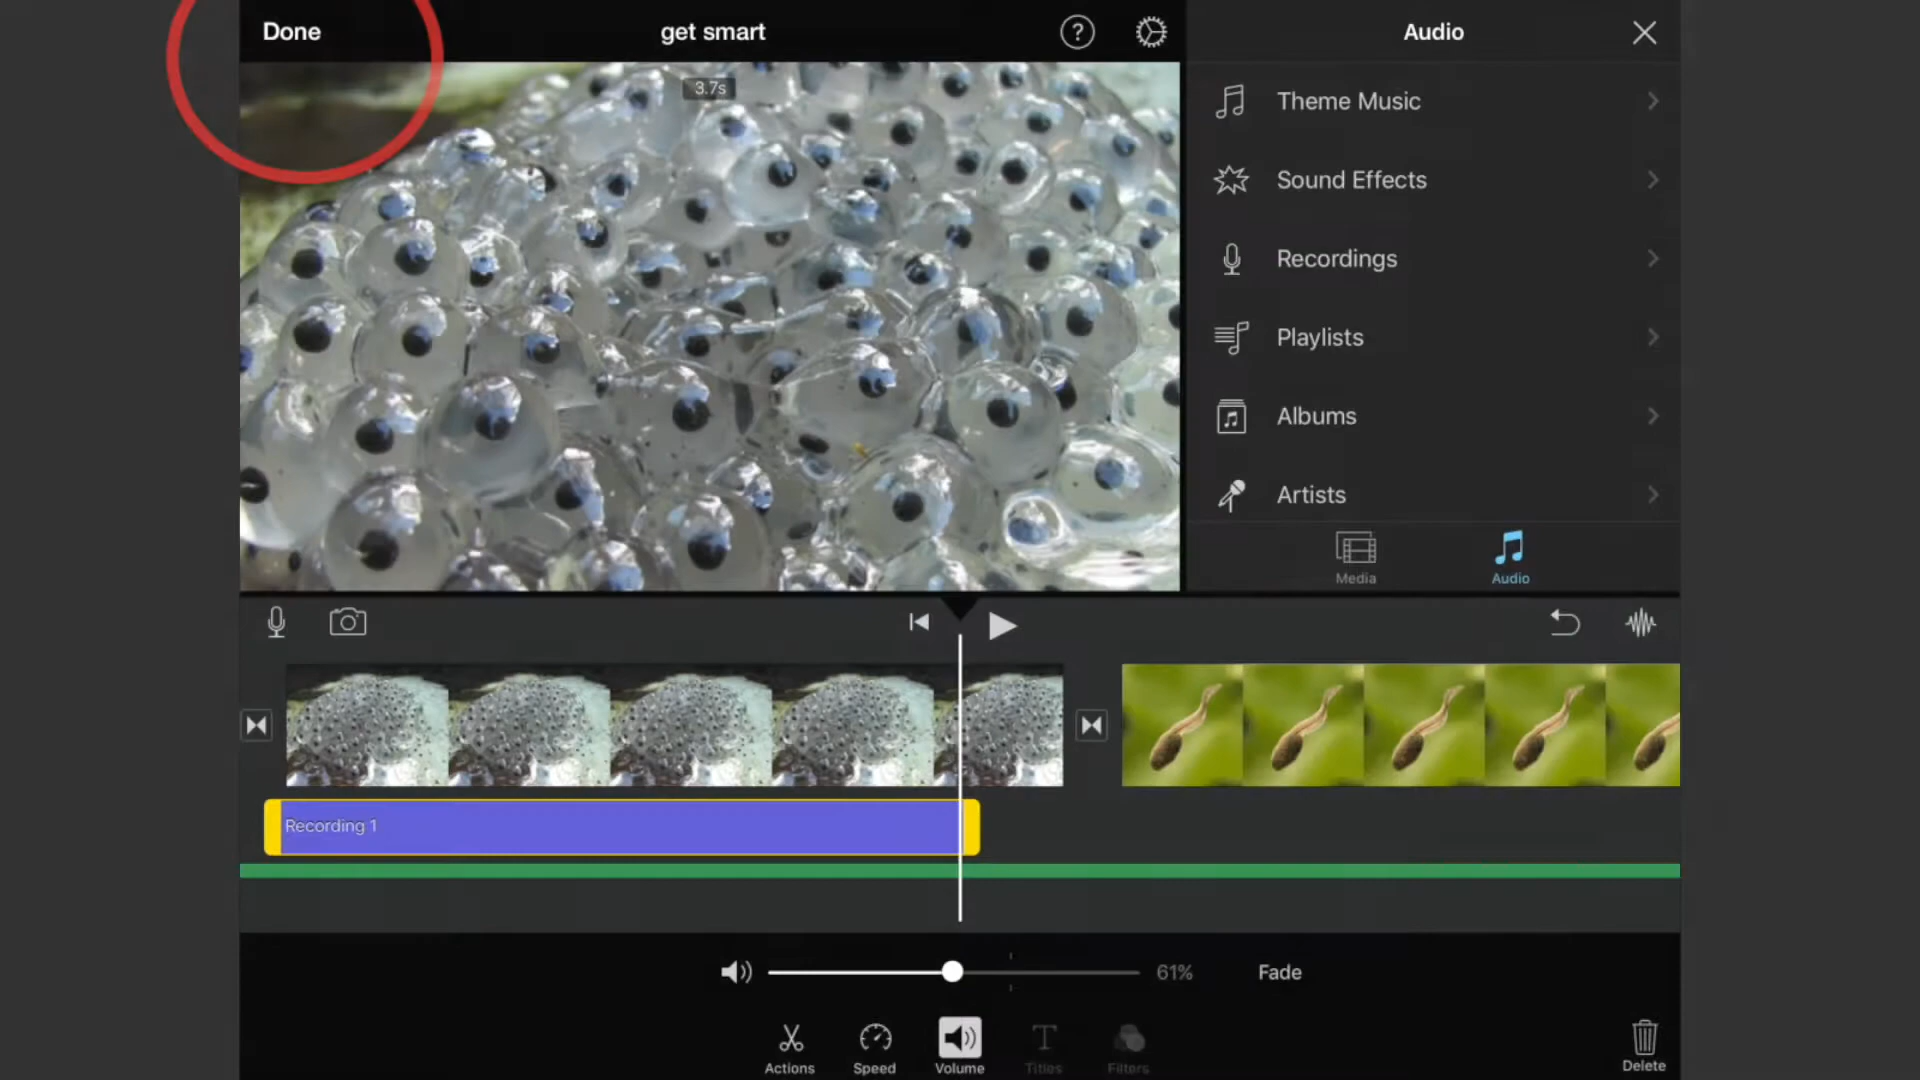 Done
get smart
?
3.7s
Audio
Theme Music
Sound Effects
Recordings
Playlists
Albums
Artists
Media
Audio
Recording 1
61%
Fade
Actions
Speed
Volume
T
Titles
Filters
Delete